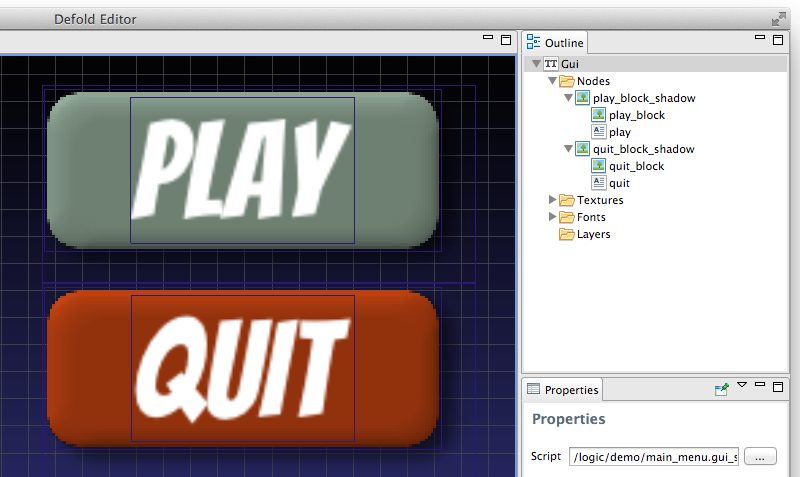 Defold Editor
PLAY
QUIT
Outline
Gui
Nodes
play_block_shadow
play_block
play
quit_block_shadow
quit_block
quit
Textures
Fonts
Layers
Properties
Properties
Script /logic/demo/main_menu.gui_s ...